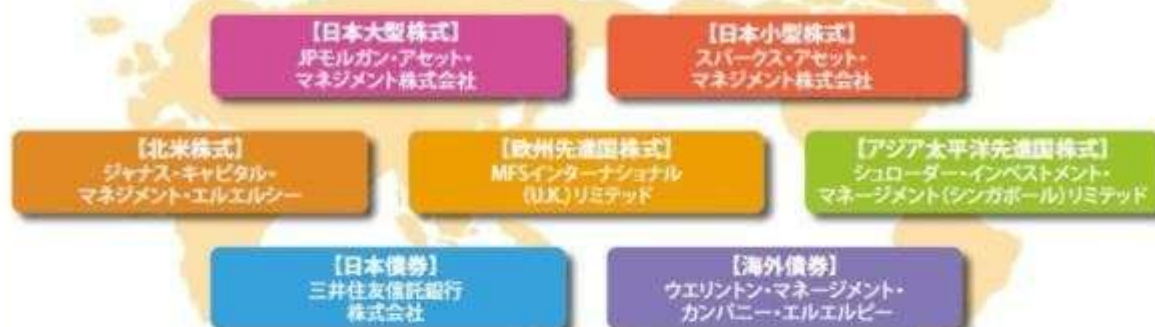 【日本大型株式】
JPモルガン・アセット・
マネジメント株式会社
【日本小型株式】
スパークス・アセット・
マネジメント株式会社
【北米株式】
ジャナス・キャピタル・
マネジメント・エルエルシー
【欧州先進国株式】
MFSインターナショナル
(U.K.)リミテッド
【アジア太平洋先進国株式】
シュローダー・インベストメント・
マネージメント(シンガポール)リミテッド
【日本債券】
三井住友信託銀行
株式会社
【海外債券】
ウエリントン・マネージメント・
カンパニー・エルエルピー